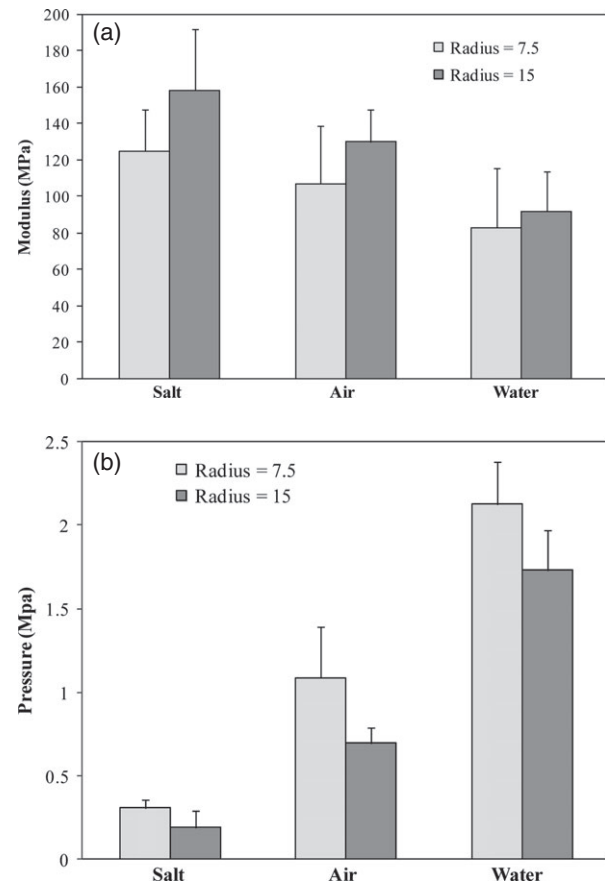 (a)
Radius = 7.5
Radius = 15
Modulus (MPa)
200
180
160
140
120
100
80
60
40
20
0
Salt Air Water
(b)
Radius = 7.5
Radius = 15
Pressure (Mpa)
2.5
2
1.5
1
0.5
0
Salt Air Water